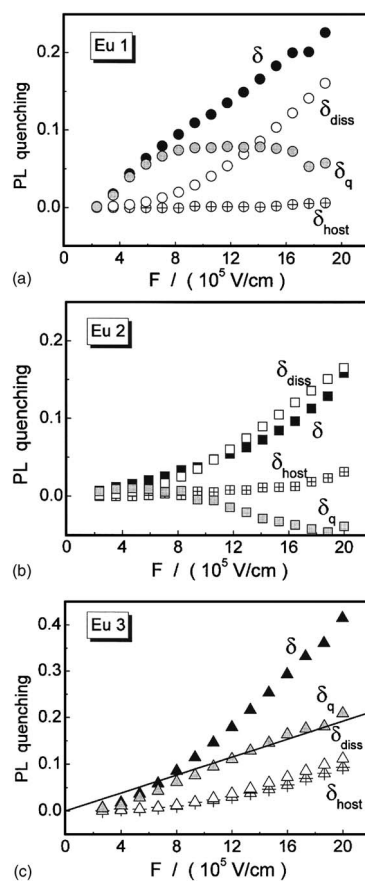 Eu 1
δ
δdiss
δq
δhost
PL quenching
0.2
0.1
0.0
0 4 8 12 16 20
(a)
F / (10⁵ V/cm)
Eu 2
δdiss
δ
δhost
δq
PL quenching
0.2
0.1
0.0
0 4 8 12 16 20
(b)
F / (10⁵ V/cm)
Eu 3
δ
δq
δdiss
δhost
PL quenching
0.4
0.3
0.2
0.1
0.0
0 4 8 12 16 20
(c)
F / (10⁵ V/cm)